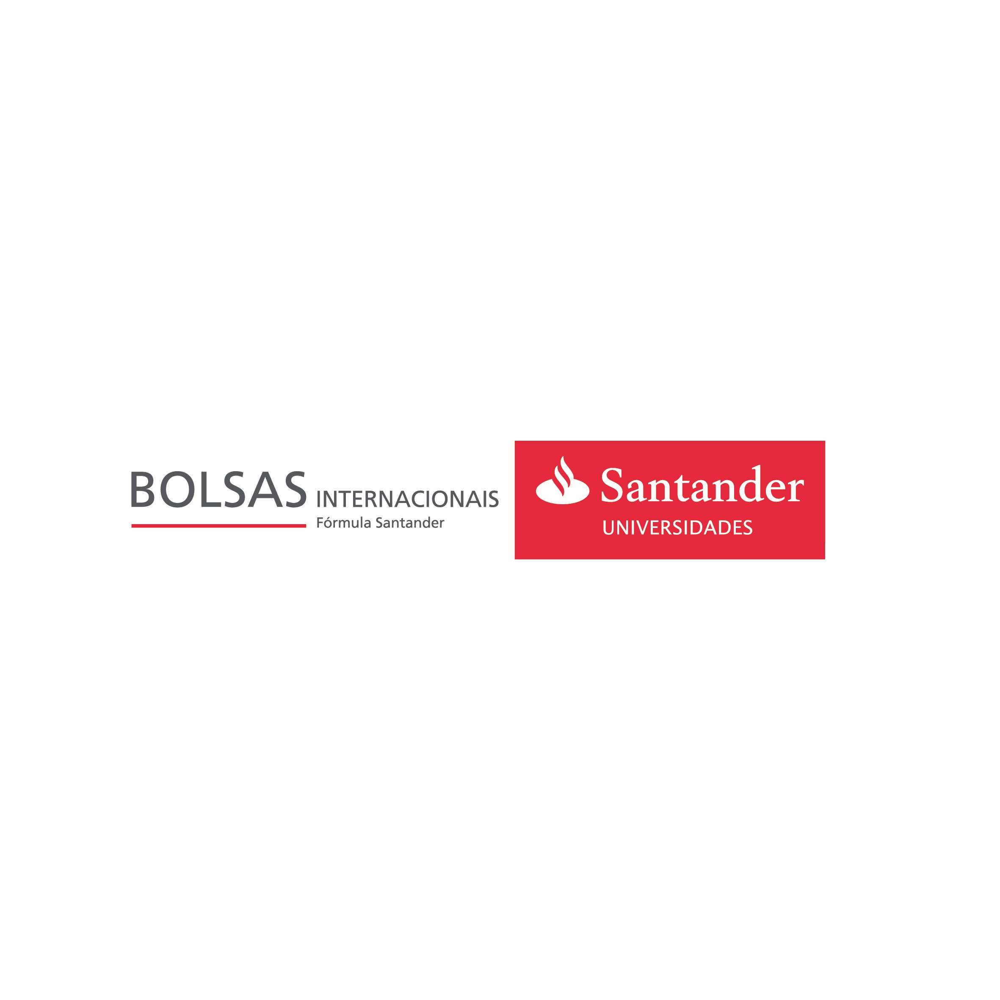 BOLSAS INTERNACIONAIS
Fórmula Santander
Santander
UNIVERSIDADES